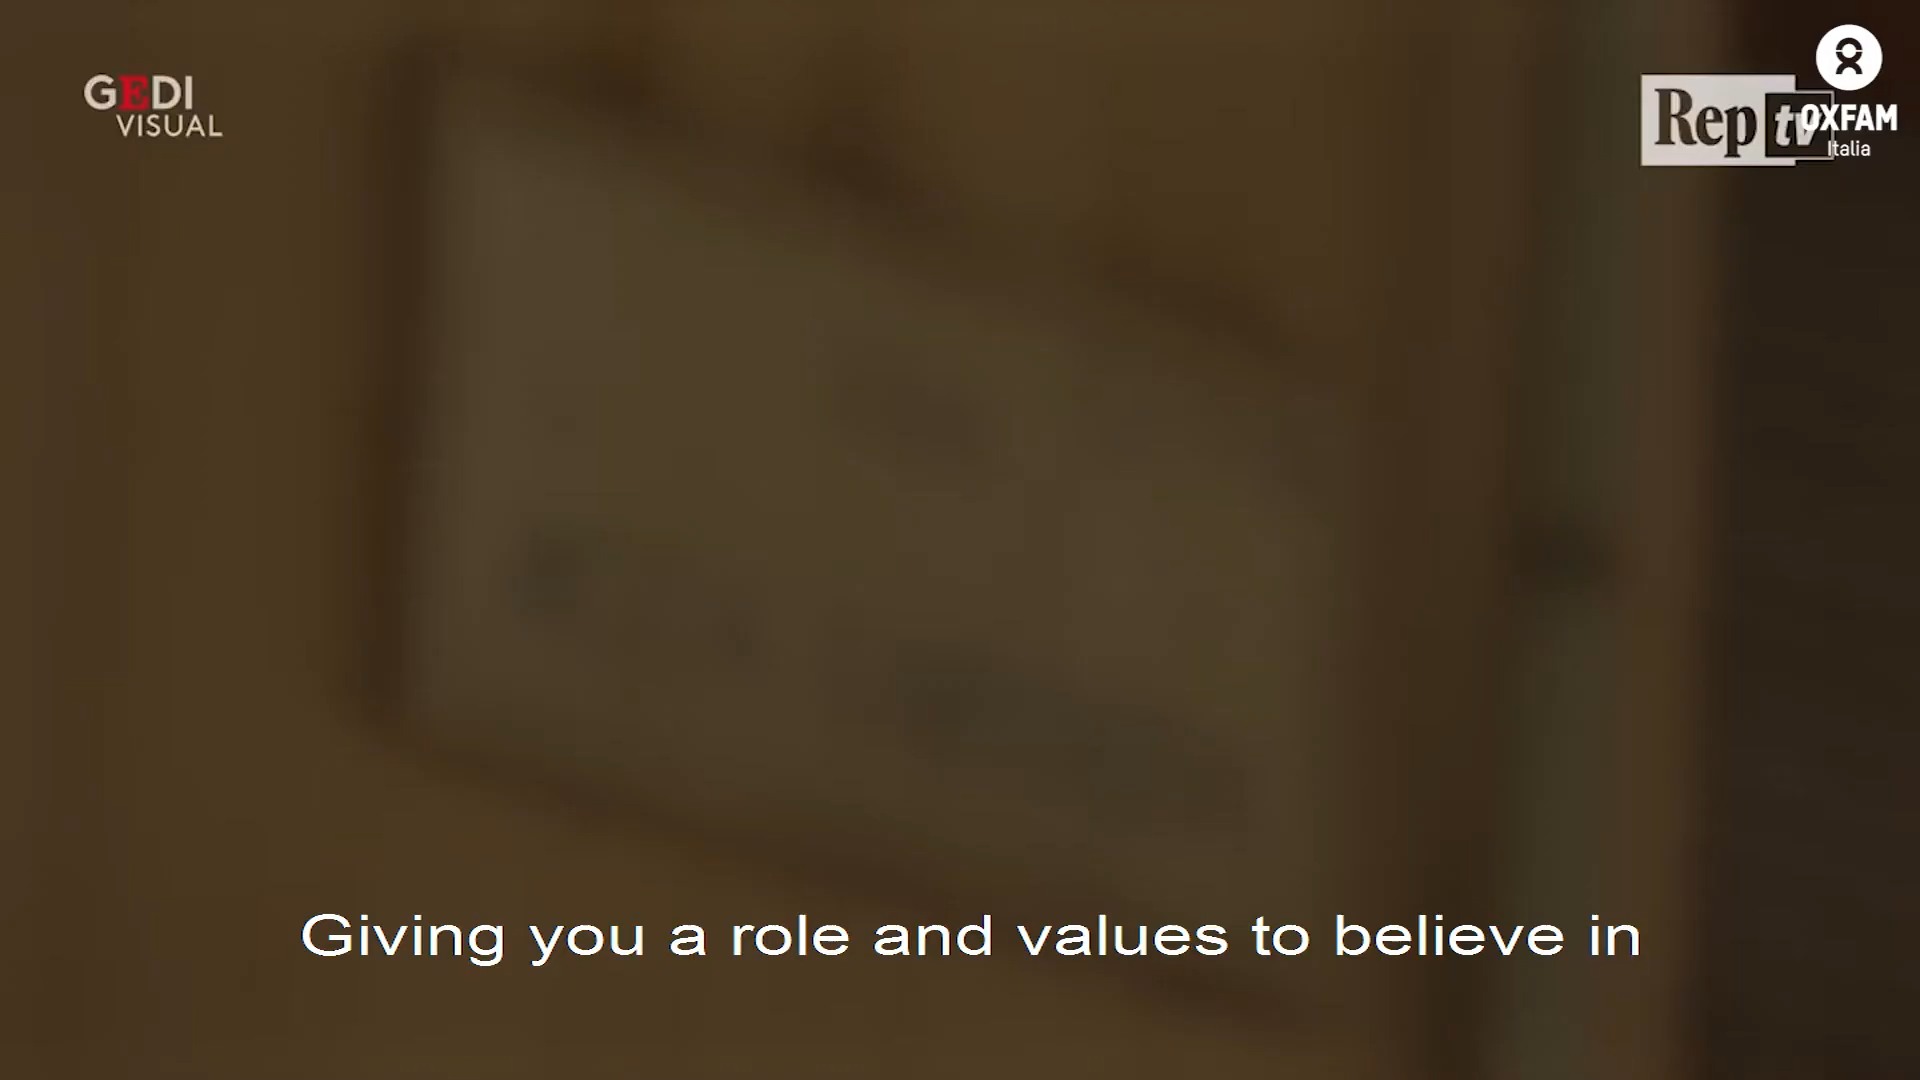 GEDI
VISUAL
Rep tv
OXFAM
Italia
Giving you a role and values to believe in